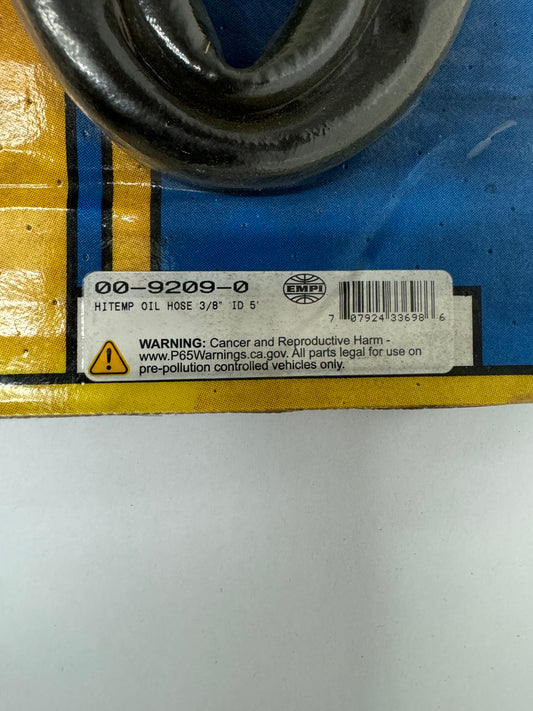 00-9209-0
HITEMP OIL HOSE 3/8" ID 5'
EMPI
7 07924 33698 6
WARNING: Cancer and Reproductive Harm -
www.P65Warnings.ca.gov. All parts legal for use on
pre-pollution controlled vehicles only.